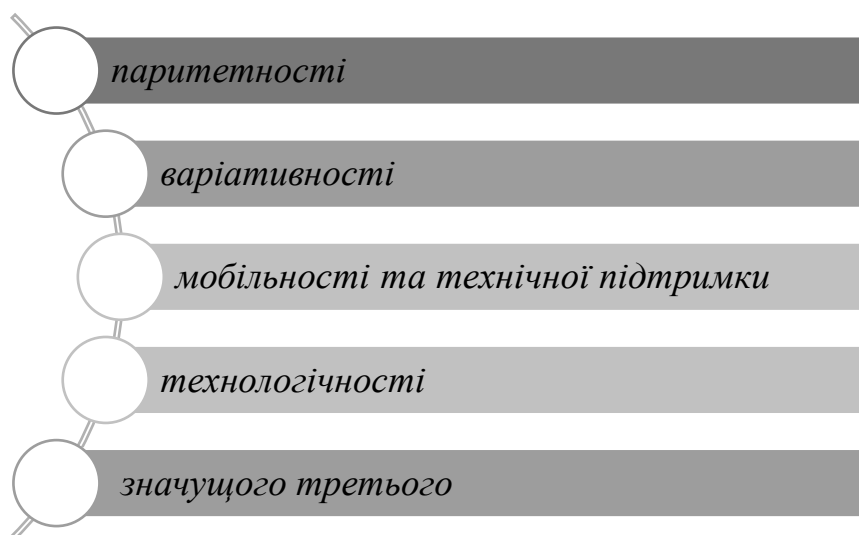 паритетності
варіативності
мобільності та технічної підтримки
технологічності
значущого третього